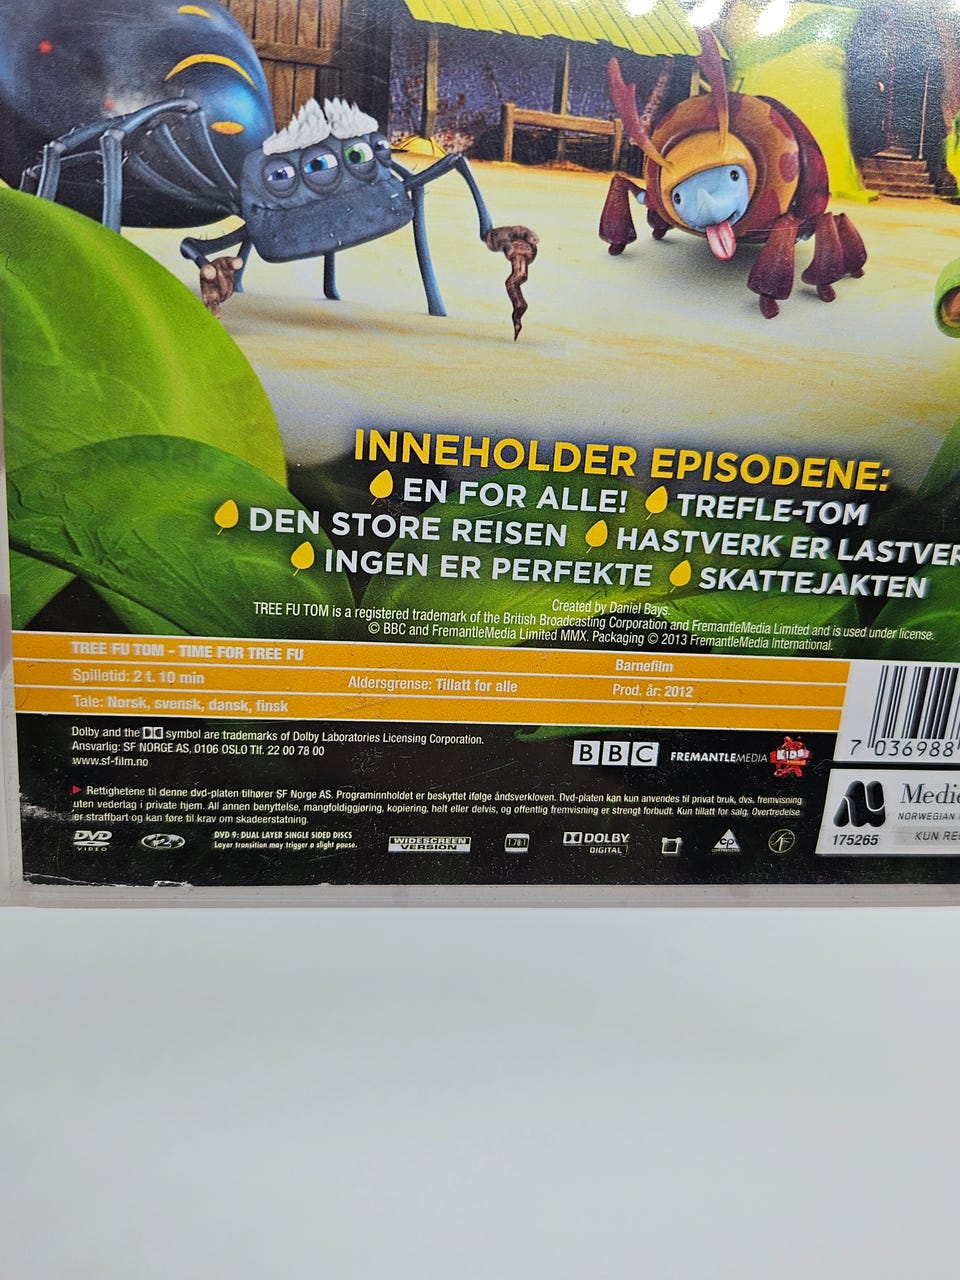 INNEHOLDER EPISODENE:
EN FOR ALLE! TREFLE-TOM
DEN STORE REISEN HASTVERK ER LASTVER
INGEN ER PERFEKTE SKATTEJAKTEN
Created by Daniel Bays.
TREE FU TOM is a registered trademark of the British Broadcasting Corporation and FremantleMedia Limited and is used under license.
© BBC and FremantleMedia Limited MMX. Packaging © 2013 FremantleMedia International.
TREE FU TOM - TIME FOR TREE FU
Barnefilm
Spilletid: 2 t. 10 min Aldersgrense: Tillatt for alle Prod. år: 2012
Tale: Norsk, svensk, dansk, finsk
Dolby and the symbol are trademarks of Dolby Laboratories Licensing Corporation.
Ansvarlig: SF NORGE AS, 0106 OSLO Tlf. 22 00 78 00
www.sf-film.no
BBC FREMANTLEMEDIA KIDS
7 036988
Rettighetene til denne dvd-platen tilhører SF Norge AS. Programinnholdet er beskyttet ifølge åndsverkloven. Dvd-platen kan kun anvendes til privat bruk, dvs. fremvisning
uten vederlag i private hjem. All annen benyttelse, mangfoldiggjøring, kopiering, helt eller delvis, og offentlig fremvisning er strengt forbudt. Kun tillatt for salg. Overtredelse
er straffbart og kan føre til krav om skadeerstatning.
Medie
NORWEGIAN
175265 KUN RE
DVD VIDEO
2
DVD 9: DUAL LAYER SINGLE SIDED DISCS
Layer transition may trigger a slight pause.
WIDESCREEN VERSION
1.78:1
DOLBY DIGITAL
CP